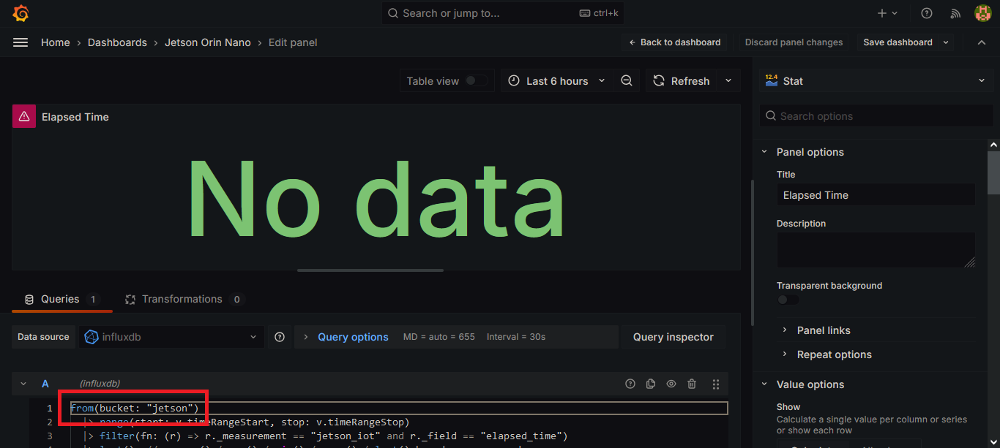 Search or jump to...
ctrl+k
Home › Dashboards › Jetson Orin Nano › Edit panel
Back to dashboard
Discard panel changes
Save dashboard
Table view
Last 6 hours
Refresh
12.4
Stat
Search options
Elapsed Time
No data
Panel options
Title
Elapsed Time
Description
Transparent background
Panel links
Repeat options
Value options
Show
Calculate a single value per column or series
or show each row
Queries 1
Transformations 0
Data source
influxdb
Query options
MD = auto = 655
Interval = 30s
Query inspector
A
(influxdb)
1 from(bucket: "jetson")
2 |> range(start: v.timeRangeStart, stop: v.timeRangeStop)
3 |> filter(fn: (r) => r._measurement == "jetson_iot" and r._field == "elapsed_time")